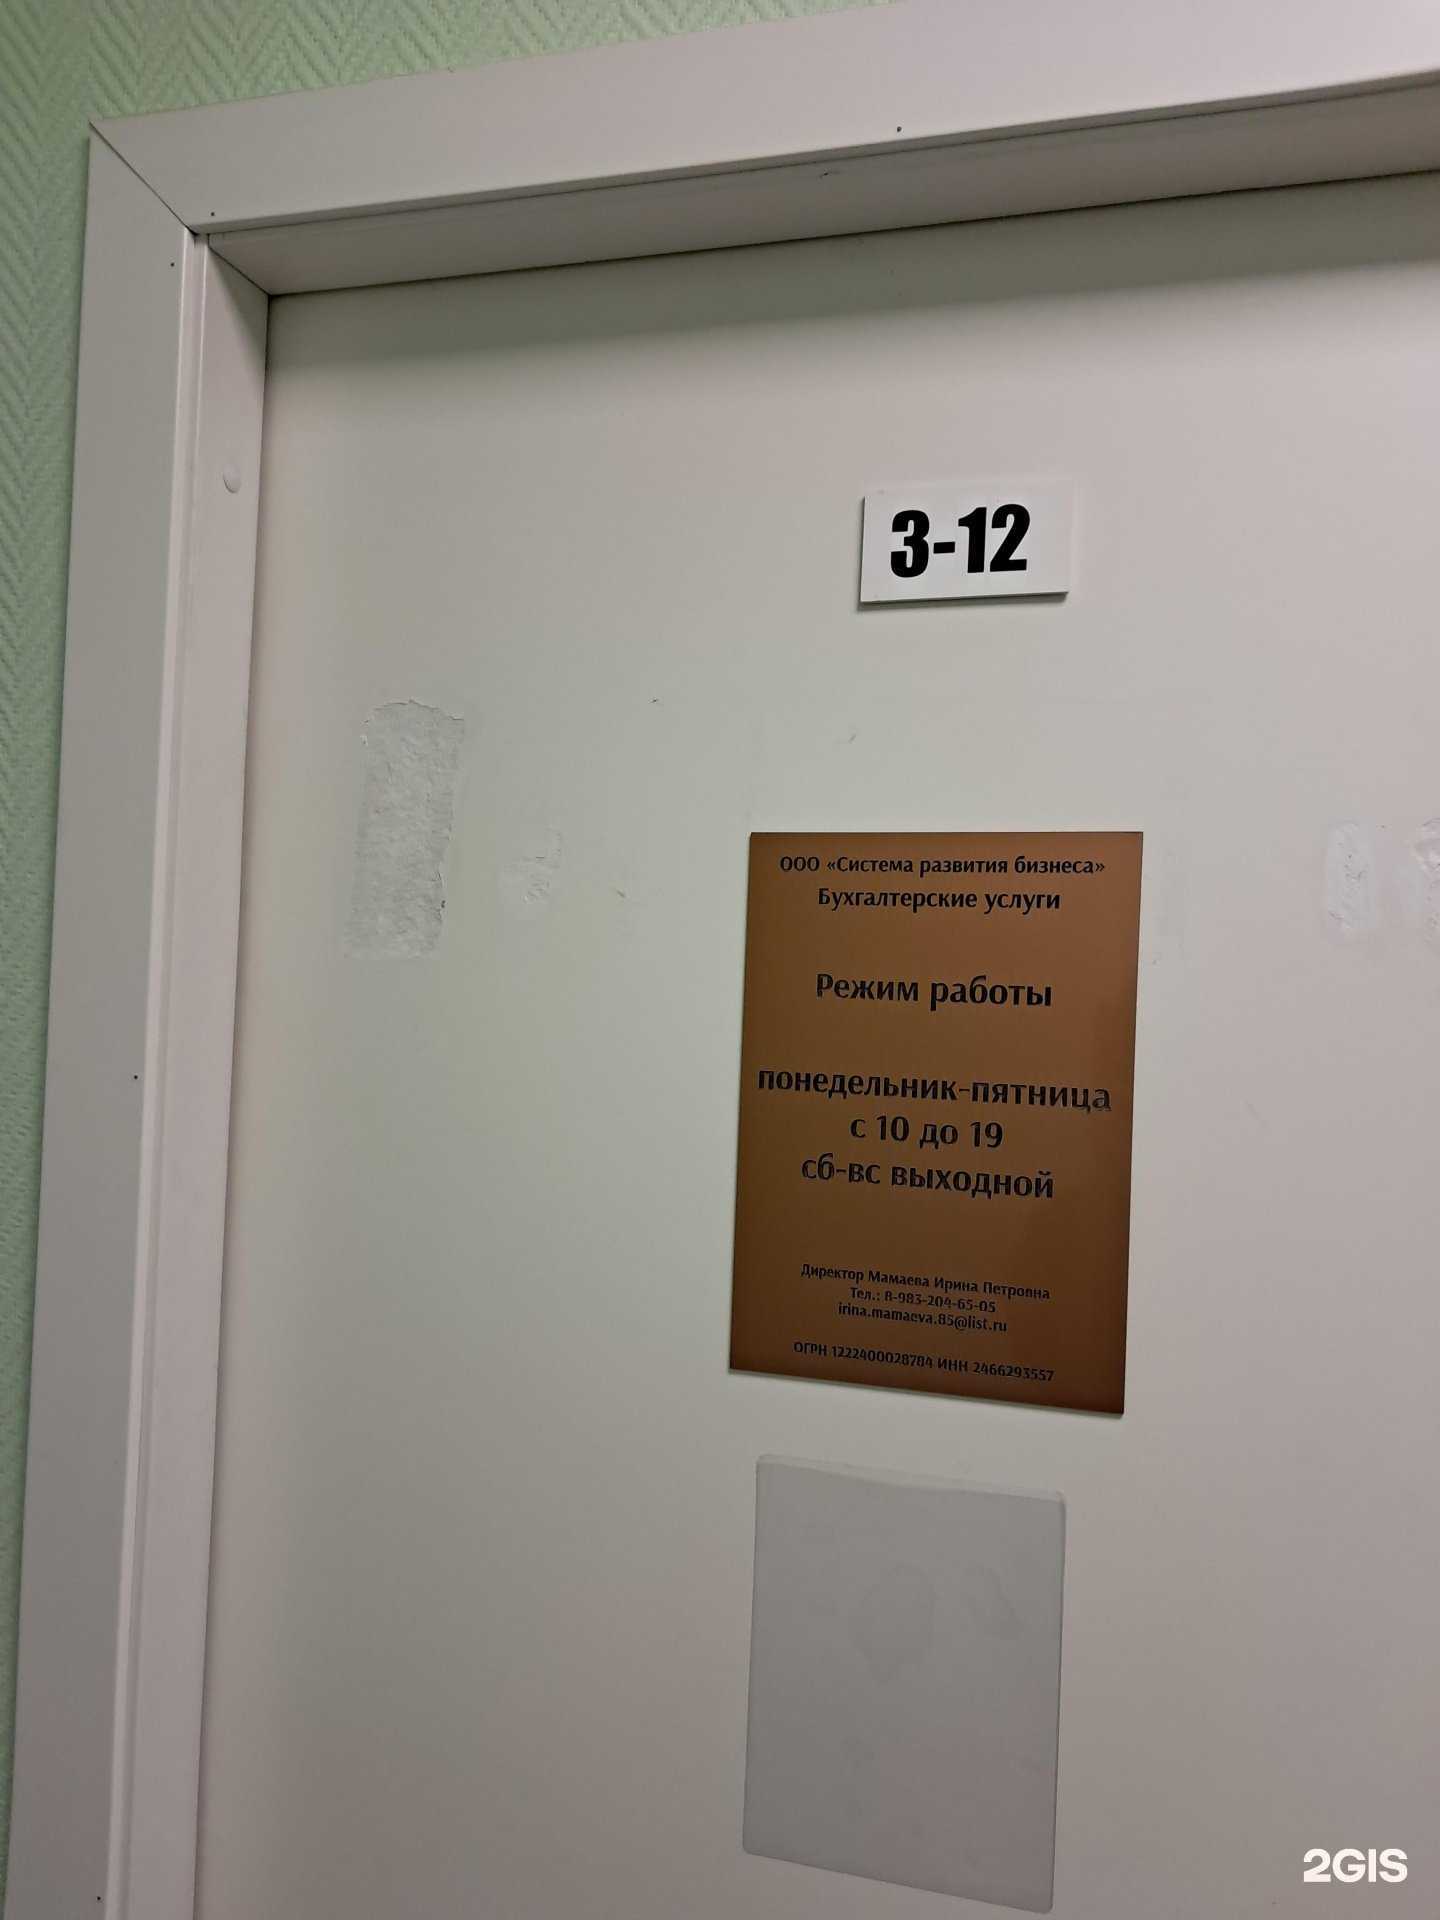 3-12
ООО «Система развития бизнеса»
Бухгалтерские услуги
Режим работы
понедельник-пятница
с 10 до 19
сб-вс выходной
Директор Мамаева Ирина Петровна
Тел.: 8-983-204-65-05
irina.mamaeva.85@list.ru
ОГРН 1222400028784 ИНН 2466293557
2GIS